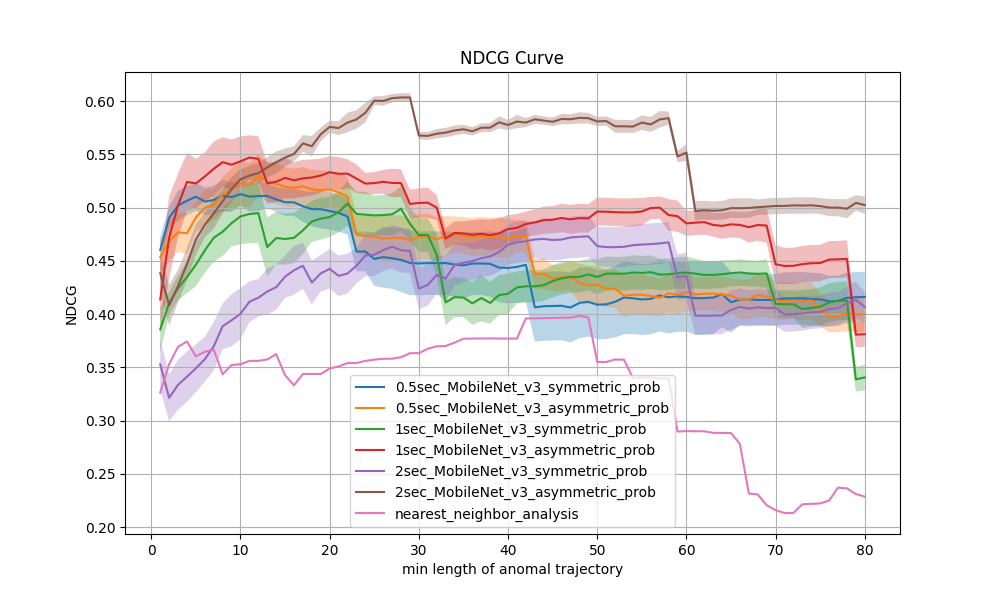 NDCG Curve
NDCG
0.60
0.55
0.50
0.45
0.40
0.35
0.30
0.25
0.20
0.5sec_MobileNet_v3_symmetric_prob
0.5sec_MobileNet_v3_asymmetric_prob
1sec_MobileNet_v3_symmetric_prob
1sec_MobileNet_v3_asymmetric_prob
2sec_MobileNet_v3_symmetric_prob
2sec_MobileNet_v3_asymmetric_prob
nearest_neighbor_analysis
0 10 20 30 40 50 60 70 80
min length of anomal trajectory